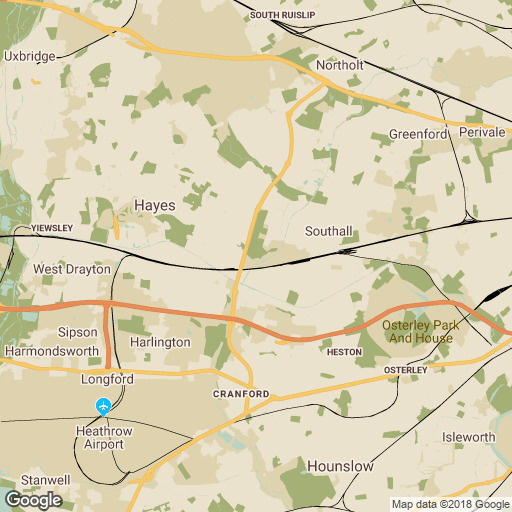 SOUTH RUISLIP
Uxbridge
Northolt
Greenford
Perivale
Hayes
YIEWSLEY
Southall
West Drayton
Sipson
Harmondsworth
Harlington
Osterley Park
And House
HESTON
Longford
OSTERLEY
CRANFORD
Heathrow
Airport
Isleworth
Hounslow
Stanwell
Google
Map data ©2018 Google